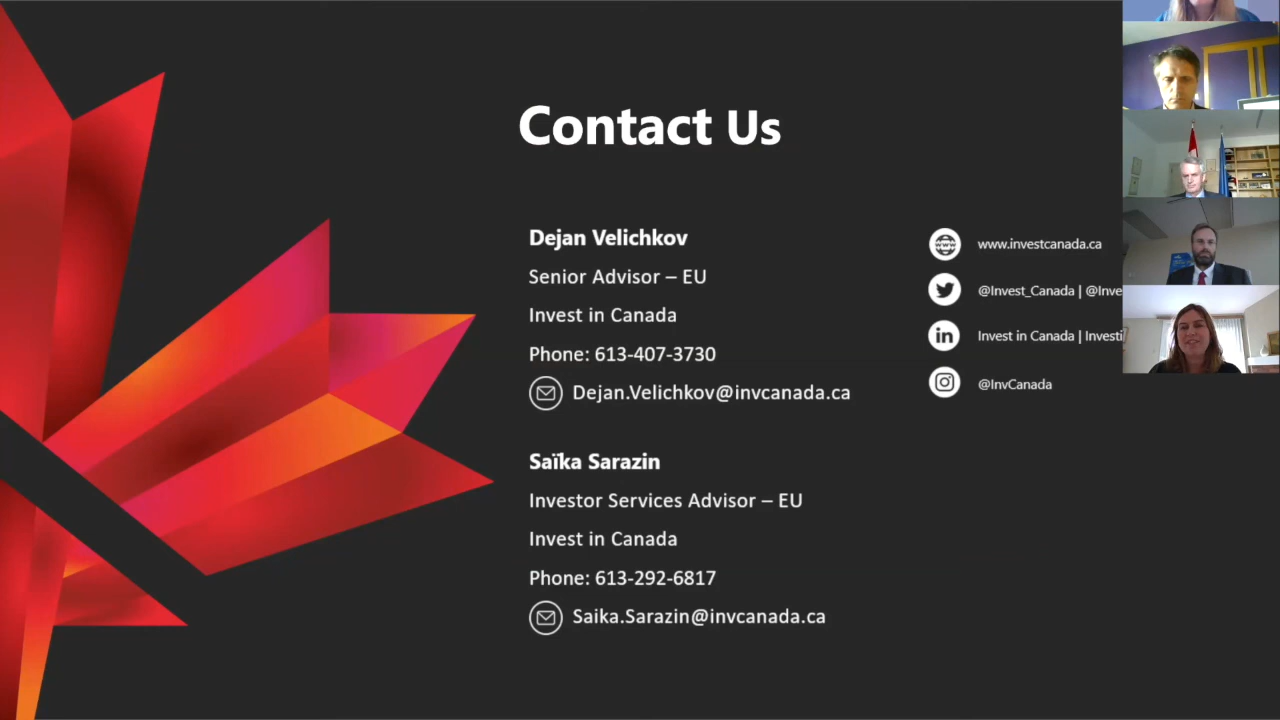 Contact Us
Dejan Velichkov
Senior Advisor – EU
Invest in Canada
Phone: 613-407-3730
Dejan.Velichkov@invcanada.ca
Saïka Sarazin
Investor Services Advisor – EU
Invest in Canada
Phone: 613-292-6817
Saika.Sarazin@invcanada.ca
www.investcanada.ca
@Invest_Canada | @Inve
Invest in Canada | Investi
@InvCanada